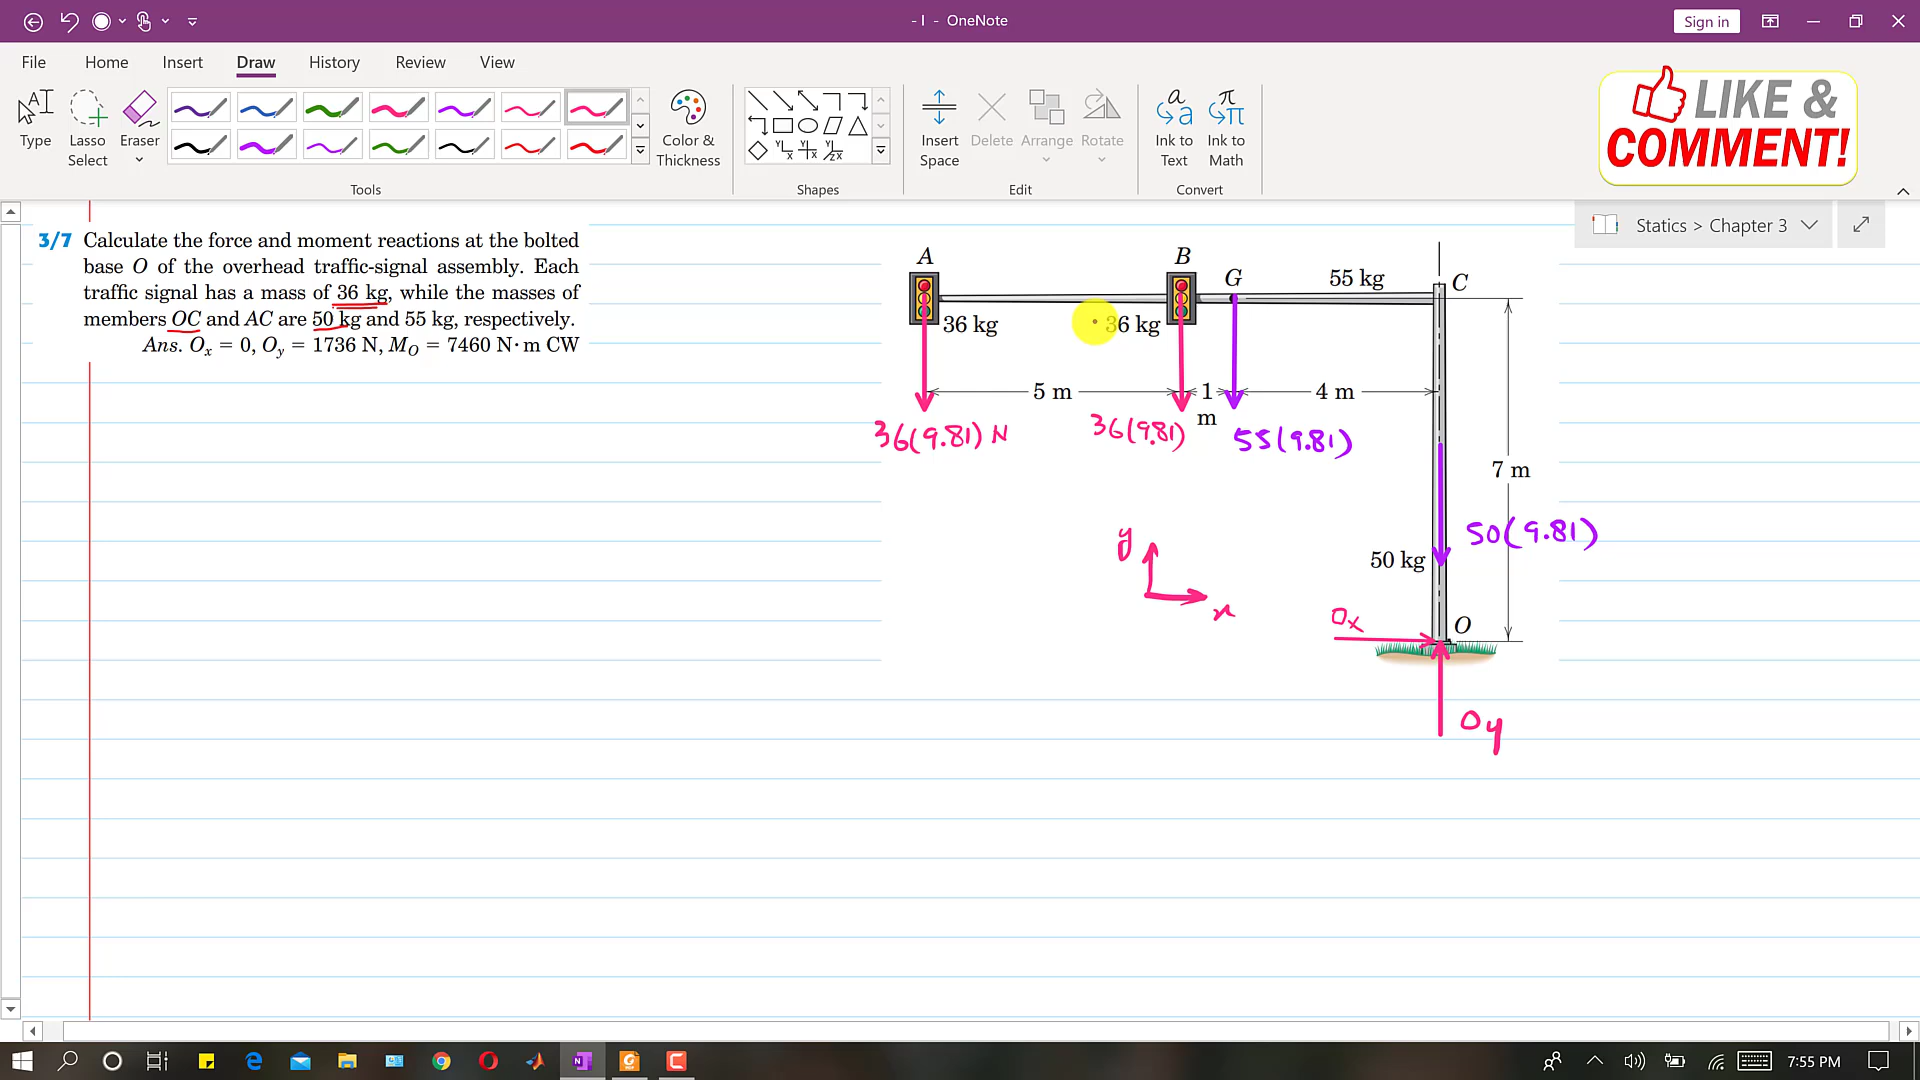 - I - OneNote
Sign in
File Home Insert Draw History Review View
LIKE &
COMMENT!
Type
Lasso
Select
Eraser
Color &
Thickness
Insert
Space
Delete
Arrange
Rotate
Ink to
Text
Ink to
Math
Tools
Shapes
Edit
Convert
Statics > Chapter 3
3/7 Calculate the force and moment reactions at the bolted
base O of the overhead traffic-signal assembly. Each
traffic signal has a mass of 36 kg, while the masses of
members OC and AC are 50 kg and 55 kg, respectively.
Ans. Oₓ = 0, O_y = 1736 N, M_O = 7460 N·m CW
A
B
G
55 kg
C
36 kg
36 kg
5 m
1
m
4 m
36(9.81) N
36(9.81)
55(9.81)
7 m
50(9.81)
50 kg
y
x
Ox
O
Oy
7:55 PM